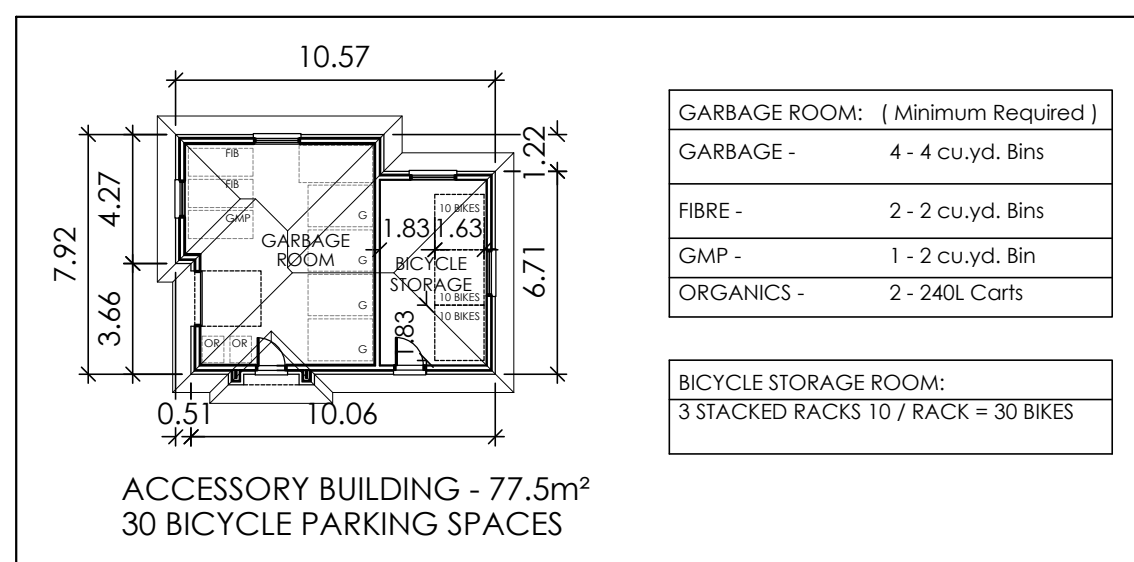 10.57
1.22
4.27
7.92
3.66
6.71
FIB
FIB
GMP
G
G
G
G
GARBAGE
ROOM
10 BIKES
1.83
1.63
BICYCLE
STORAGE
10 BIKES
10 BIKES
1.83
OR
OR
0.51
10.06
ACCESSORY BUILDING - 77.5m²
30 BICYCLE PARKING SPACES
GARBAGE ROOM: ( Minimum Required )
GARBAGE - 4 - 4 cu.yd. Bins
FIBRE - 2 - 2 cu.yd. Bins
GMP - 1 - 2 cu.yd. Bin
ORGANICS - 2 - 240L Carts
BICYCLE STORAGE ROOM:
3 STACKED RACKS 10 / RACK = 30 BIKES